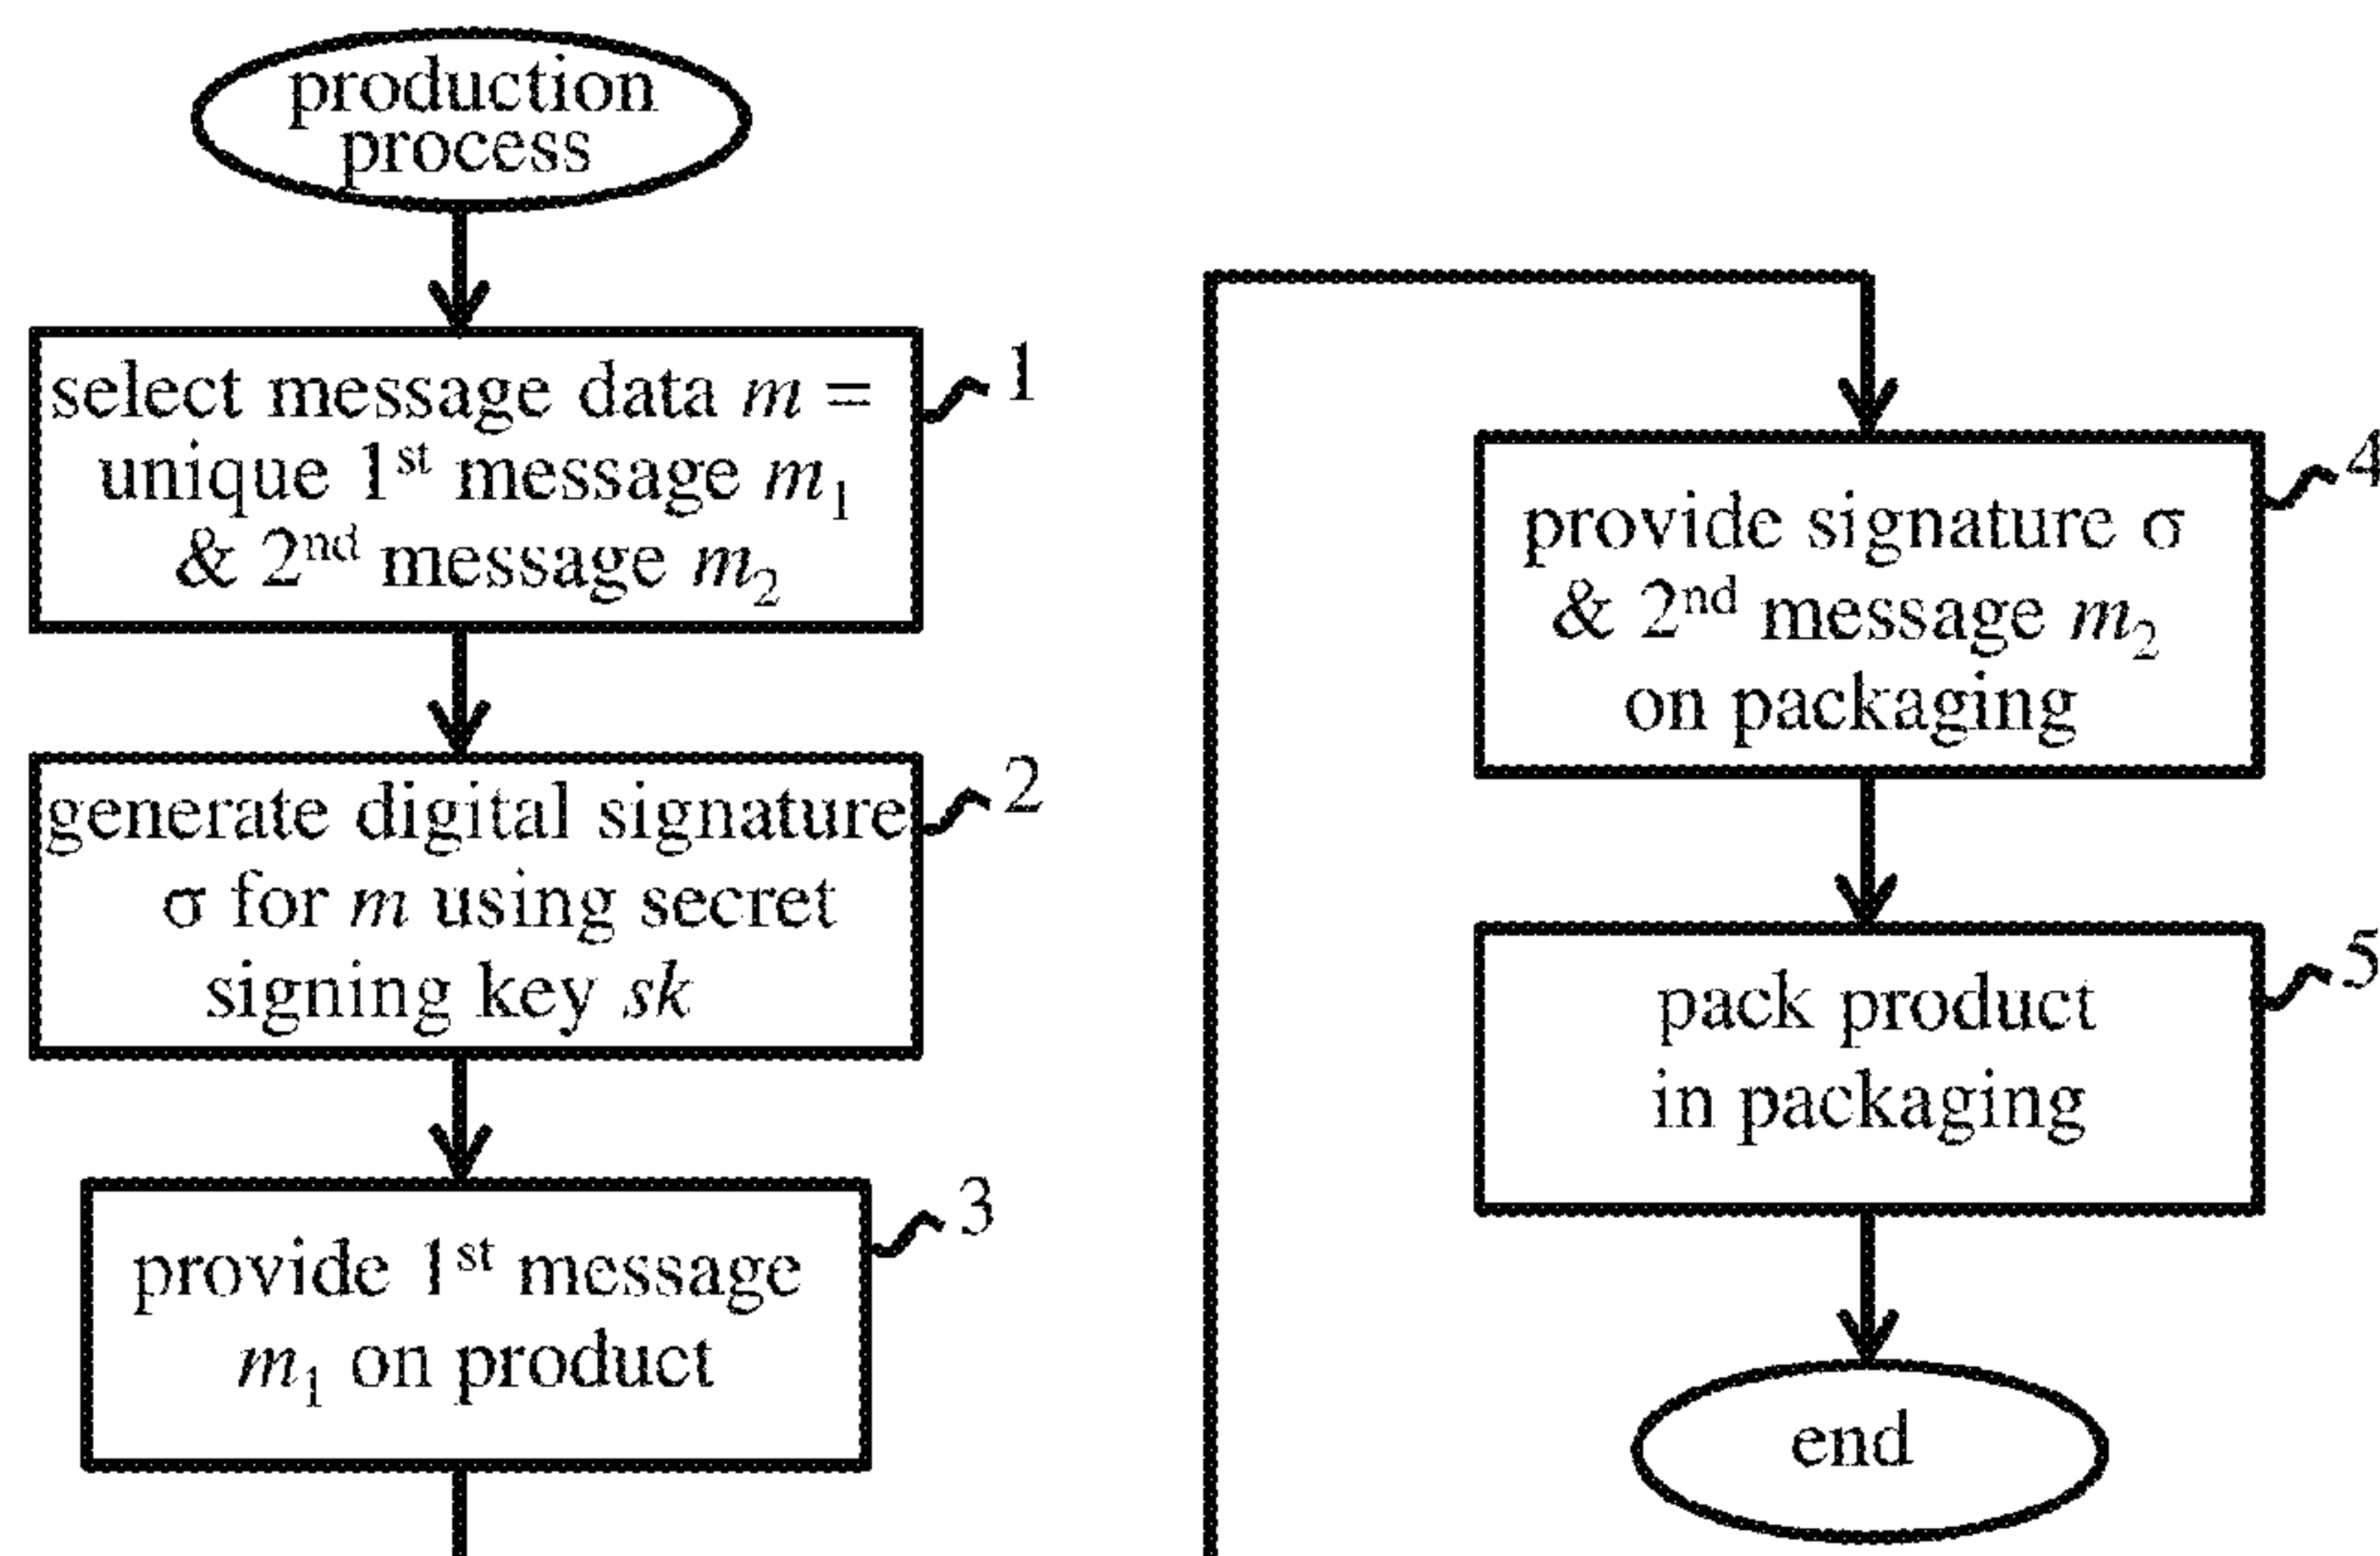 production
process
select message data m =
unique 1st message m1
& 2nd message m2
1
generate digital signature
σ for m using secret
signing key sk
2
provide 1st message
m1 on product
3
provide signature σ
& 2nd message m2
on packaging
4
pack product
in packaging
5
end